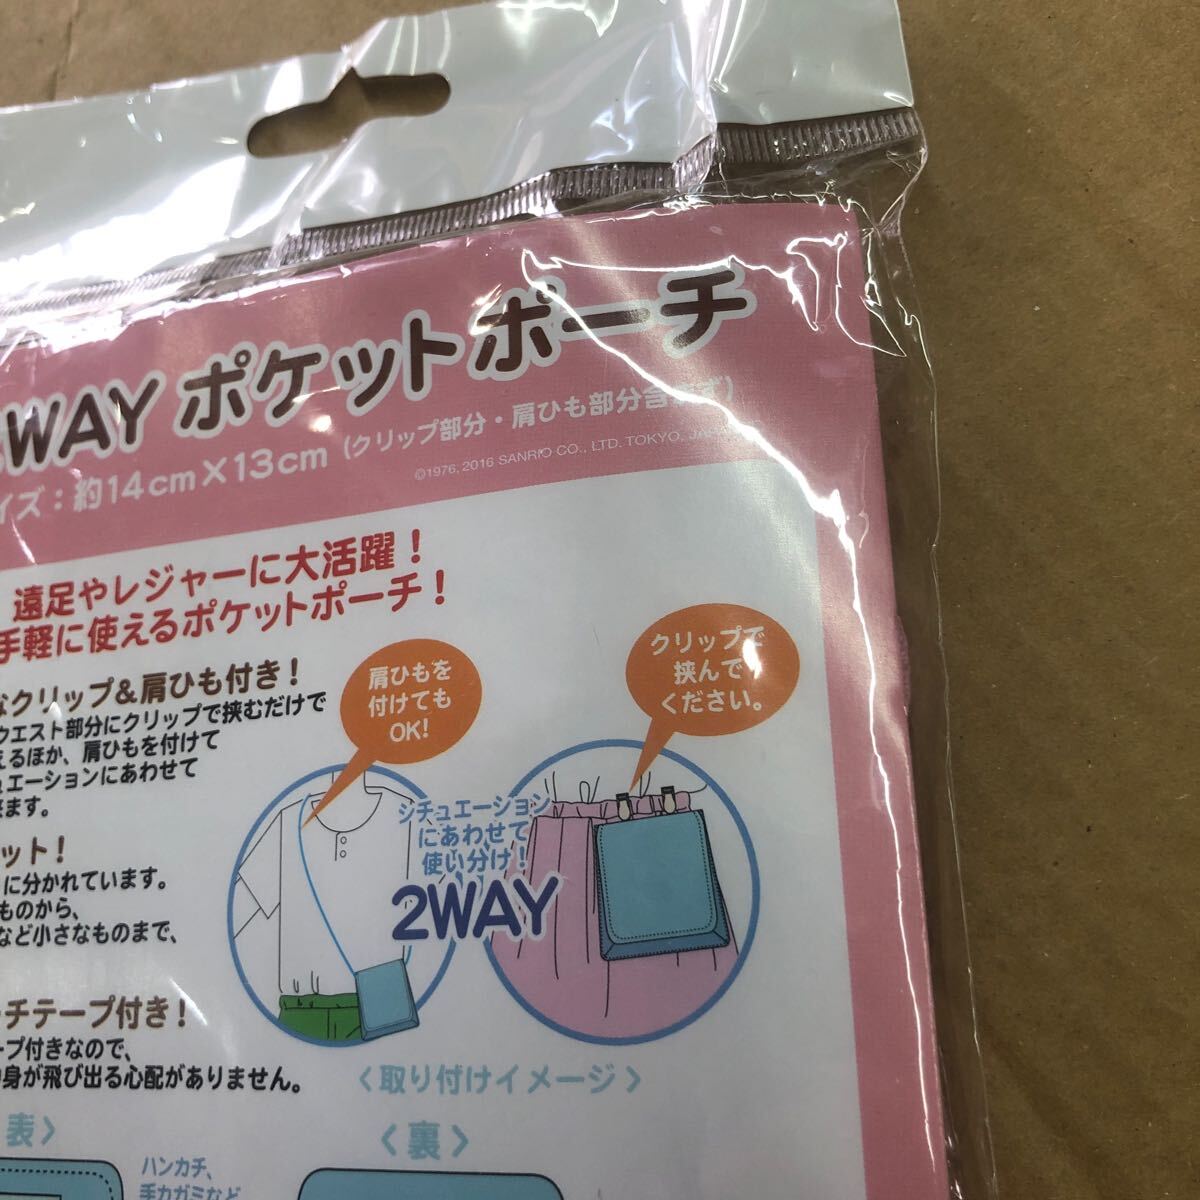 WAY ポケットポーチ
イズ：約14cm×13cm（クリップ部分・肩ひも部分含まず）
©1976, 2016 SANRIO CO., LTD. TOKYO, JAPAN
遠足やレジャーに大活躍！
手軽に使えるポケットポーチ！
なクリップ&肩ひも付き！
ウエスト部分にクリップで挟むだけで
えるほか、肩ひもを付けて
ュエーションにあわせて
来ます。
ット！
に分かれています。
ものから、
など小さなものまで、
ーチテープ付き！
ープ付きなので、
中身が飛び出る心配がありません。
肩ひもを
付けても
OK!
クリップで
挟んで
ください。
シチュエーション
にあわせて
使い分け！
2WAY
〈取り付けイメージ〉
表〉
〈裏〉
ハンカチ、
手カガミなど